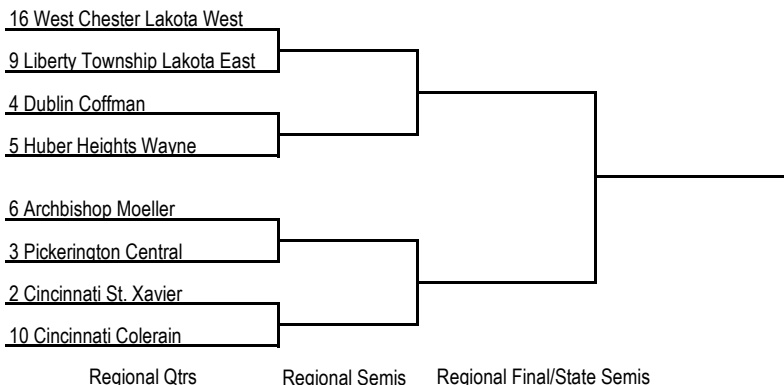 16 West Chester Lakota West
9 Liberty Township Lakota East
4 Dublin Coffman
5 Huber Heights Wayne
6 Archbishop Moeller
3 Pickerington Central
2 Cincinnati St. Xavier
10 Cincinnati Colerain
Regional Qtrs Regional Semis Regional Final/State Semis